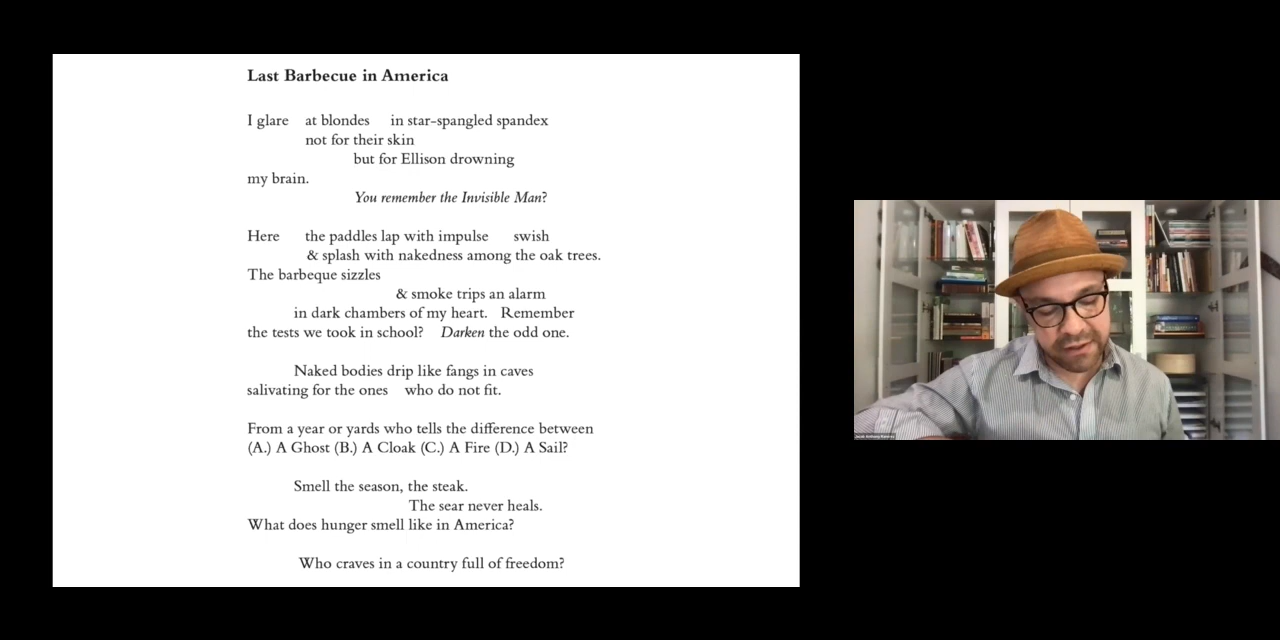 Last Barbecue in America
I glare at blondes in star-spangled spandex
not for their skin
but for Ellison drowning
my brain.
You remember the Invisible Man?
Here the paddles lap with impulse swish
& splash with nakedness among the oak trees.
The barbeque sizzles
& smoke trips an alarm
in dark chambers of my heart. Remember
the tests we took in school? Darken the odd one.
Naked bodies drip like fangs in caves
salivating for the ones who do not fit.
From a year or yards who tells the difference between
(A.) A Ghost (B.) A Cloak (C.) A Fire (D.) A Sail?
Smell the season, the steak.
The sear never heals.
What does hunger smell like in America?
Who craves in a country full of freedom?